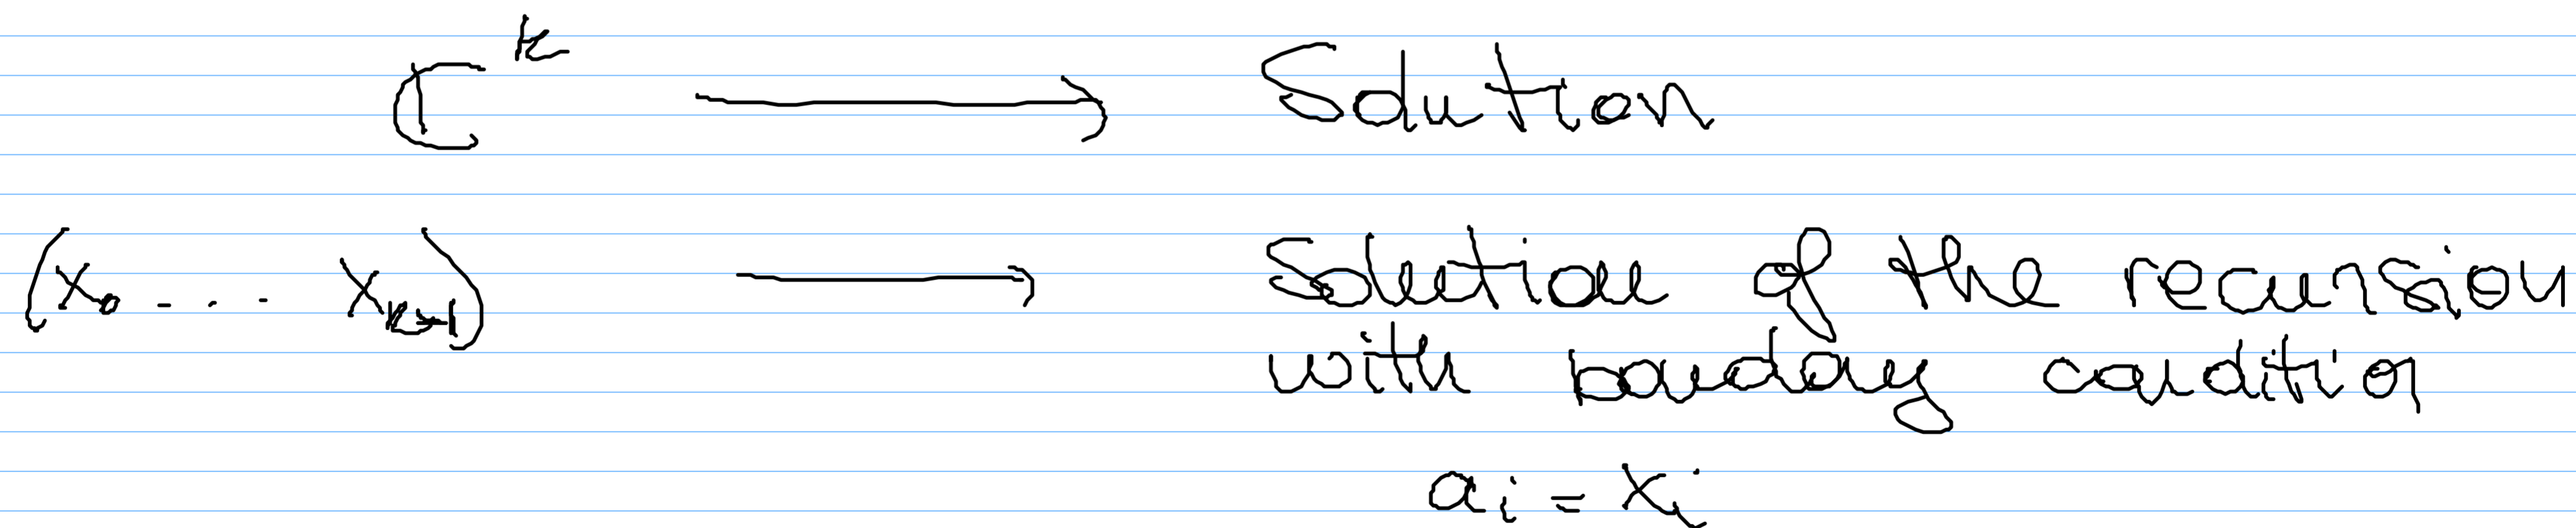 ℂ^k ⟶ Solution
(x_0 - . . - x_{k-1}) ⟶ Solution of the recursion
with boundary condition
a_i = x_i